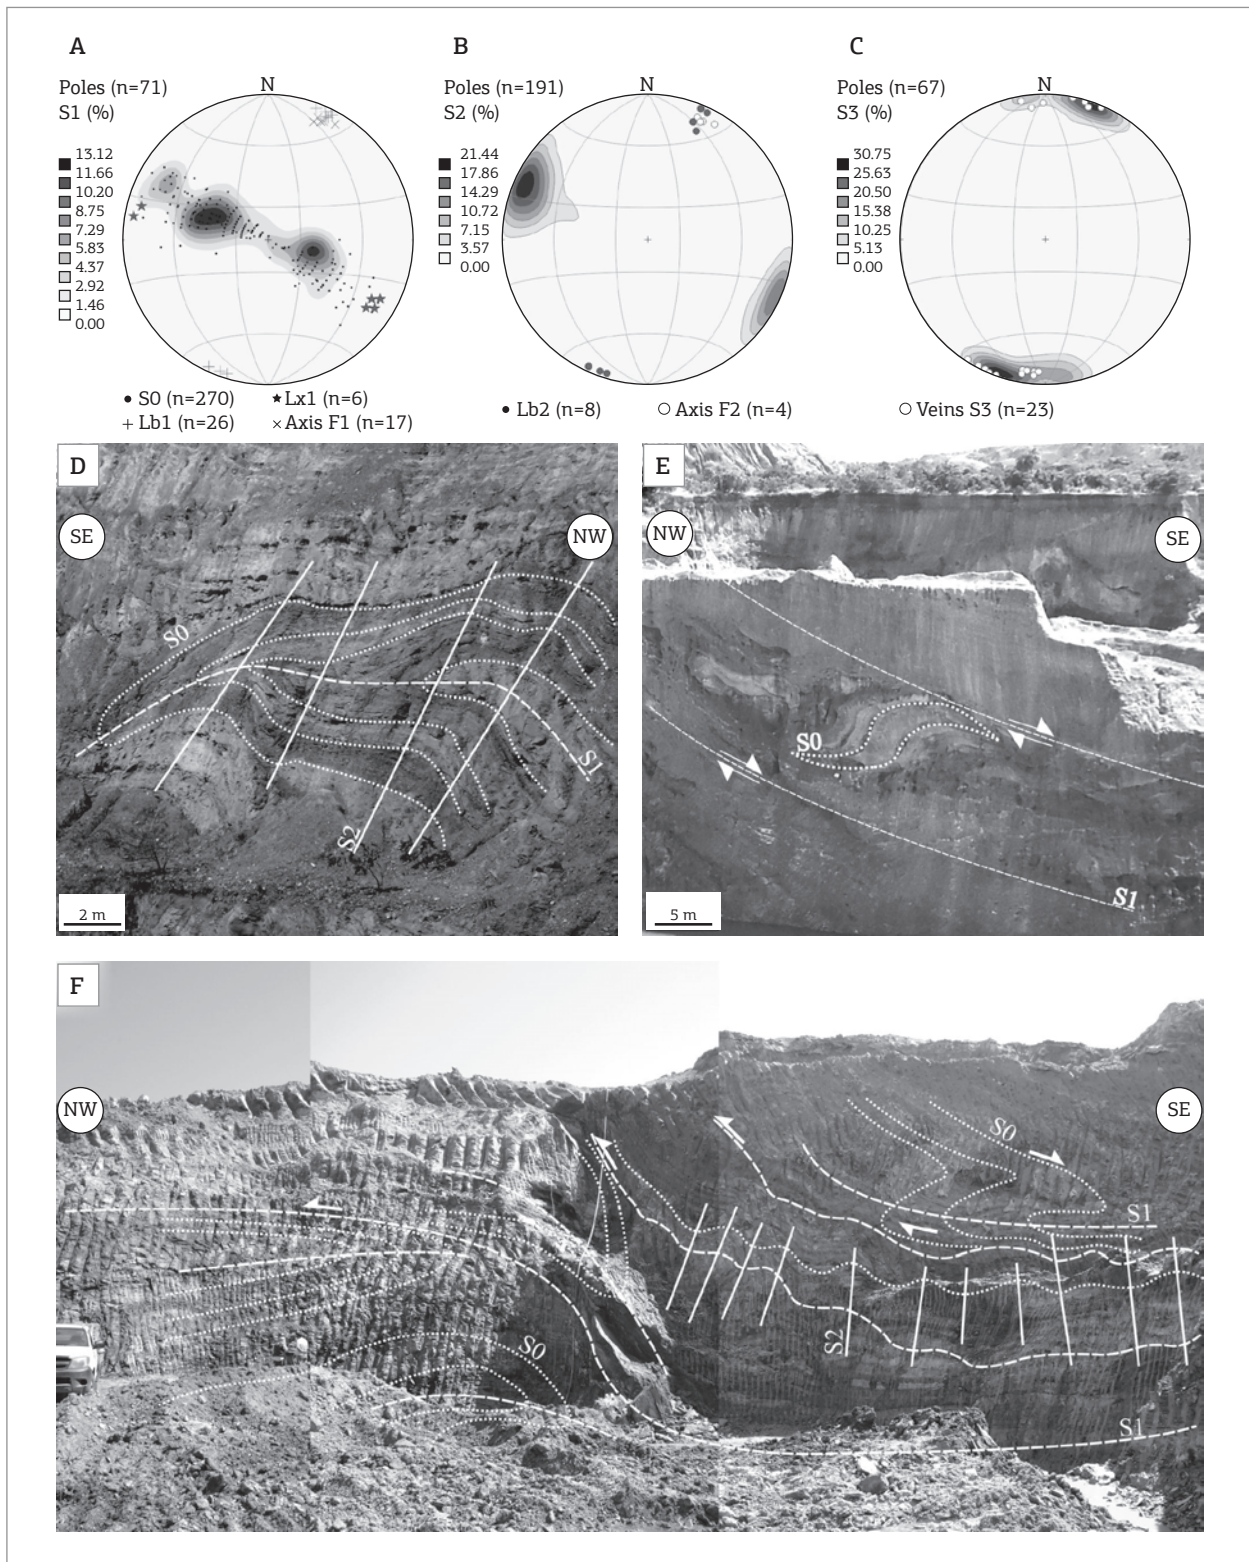 A
B
C
Poles (n=71)
S1 (%)
N
13.12
11.66
10.20
8.75
7.29
5.83
4.37
2.92
1.46
0.00
S0 (n=270)
Lx1 (n=6)
Lb1 (n=26)
Axis F1 (n=17)
Poles (n=191)
S2 (%)
N
21.44
17.86
14.29
10.72
7.15
3.57
0.00
Lb2 (n=8)
Axis F2 (n=4)
Poles (n=67)
S3 (%)
N
30.75
25.63
20.50
15.38
10.25
5.13
0.00
Veins S3 (n=23)
D
SE
NW
S0
S1
S2
2 m
E
NW
SE
S0
S1
5 m
F
NW
SE
S0
S1
S2
S0
S1